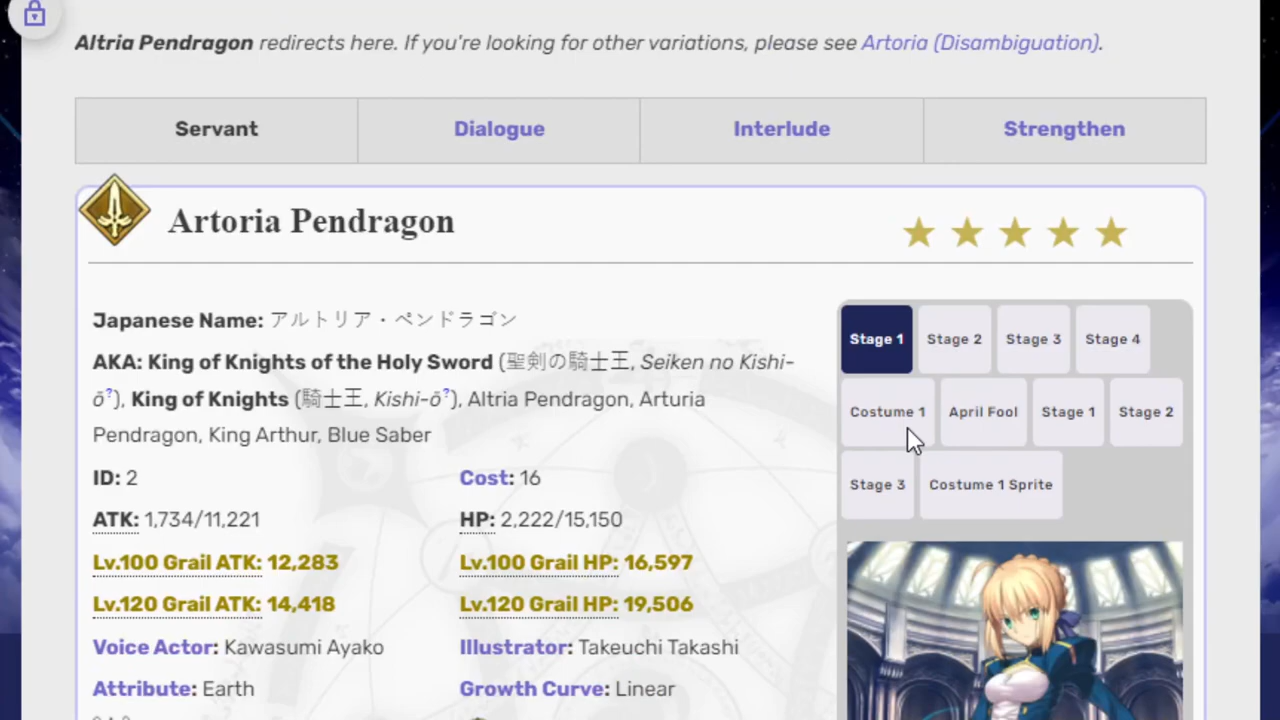 Altria Pendragon redirects here. If you're looking for other variations, please see Artoria (Disambiguation).
Servant
Dialogue
Interlude
Strengthen
Artoria Pendragon
Japanese Name: アルトリア・ペンドラゴン
AKA: King of Knights of the Holy Sword (聖剣の騎士王, Seiken no Kishi-
ō?), King of Knights (騎士王, Kishi-ō?), Altria Pendragon, Arturia
Pendragon, King Arthur, Blue Saber
ID: 2
Cost: 16
ATK: 1,734/11,221
HP: 2,222/15,150
Lv.100 Grail ATK: 12,283
Lv.100 Grail HP: 16,597
Lv.120 Grail ATK: 14,418
Lv.120 Grail HP: 19,506
Voice Actor: Kawasumi Ayako
Illustrator: Takeuchi Takashi
Attribute: Earth
Growth Curve: Linear
Stage 1
Stage 2
Stage 3
Stage 4
Costume 1
April Fool
Stage 1
Stage 2
Stage 3
Costume 1 Sprite